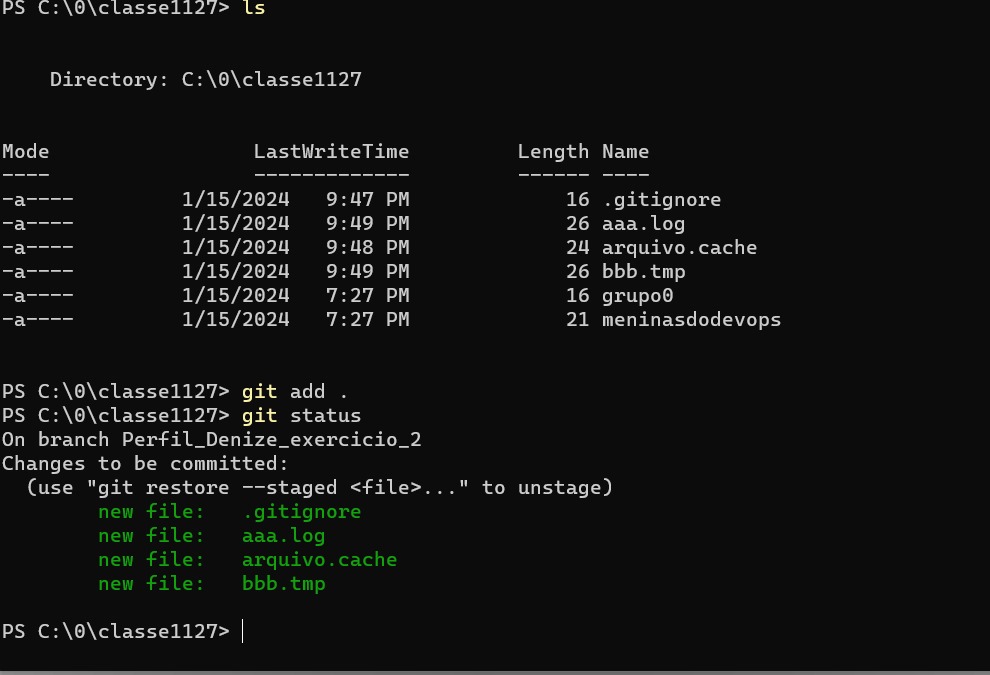 PS C:\0\classe1127> ls
Directory: C:\0\classe1127
Mode                 LastWriteTime         Length Name
----                 -------------         ------ ----
-a----         1/15/2024   9:47 PM             16 .gitignore
-a----         1/15/2024   9:49 PM             26 aaa.log
-a----         1/15/2024   9:48 PM             24 arquivo.cache
-a----         1/15/2024   9:49 PM             26 bbb.tmp
-a----         1/15/2024   7:27 PM             16 grupo0
-a----         1/15/2024   7:27 PM             21 meninasdodevops
PS C:\0\classe1127> git add .
PS C:\0\classe1127> git status
On branch Perfil_Denize_exercicio_2
Changes to be committed:
  (use "git restore --staged <file>..." to unstage)
        new file:   .gitignore
        new file:   aaa.log
        new file:   arquivo.cache
        new file:   bbb.tmp
PS C:\0\classe1127>